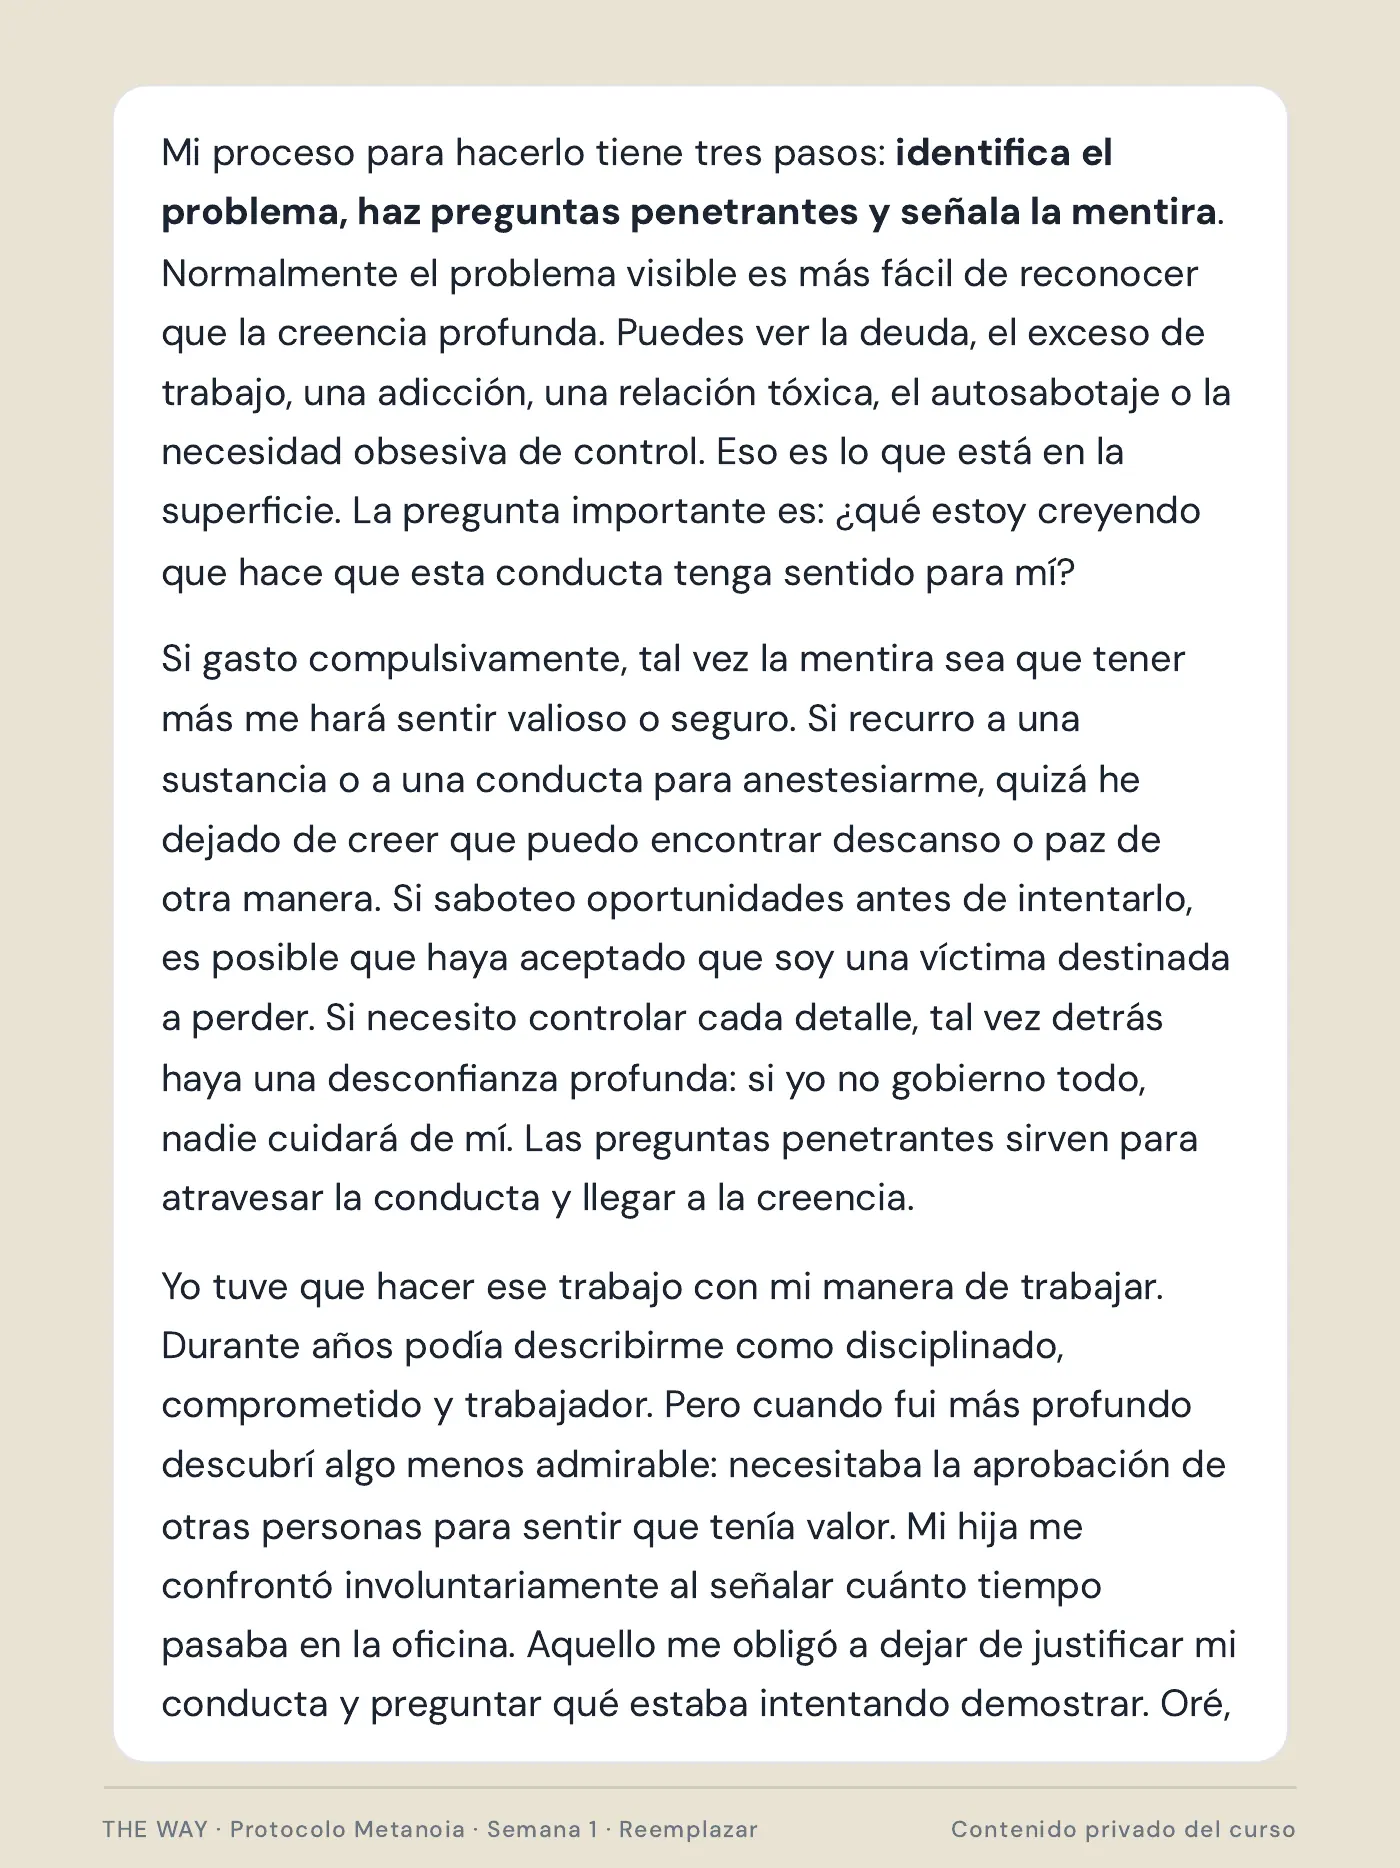 Mi proceso para hacerlo tiene tres pasos: identifica el
problema, haz preguntas penetrantes y señala la mentira.
Normalmente el problema visible es más fácil de reconocer
que la creencia profunda. Puedes ver la deuda, el exceso de
trabajo, una adicción, una relación tóxica, el autosabotaje o la
necesidad obsesiva de control. Eso es lo que está en la
superficie. La pregunta importante es: ¿qué estoy creyendo
que hace que esta conducta tenga sentido para mí?
Si gasto compulsivamente, tal vez la mentira sea que tener
más me hará sentir valioso o seguro. Si recurro a una
sustancia o a una conducta para anestesiarme, quizá he
dejado de creer que puedo encontrar descanso o paz de
otra manera. Si saboteo oportunidades antes de intentarlo,
es posible que haya aceptado que soy una víctima destinada
a perder. Si necesito controlar cada detalle, tal vez detrás
haya una desconfianza profunda: si yo no gobierno todo,
nadie cuidará de mí. Las preguntas penetrantes sirven para
atravesar la conducta y llegar a la creencia.
Yo tuve que hacer ese trabajo con mi manera de trabajar.
Durante años podía describirme como disciplinado,
comprometido y trabajador. Pero cuando fui más profundo
descubrí algo menos admirable: necesitaba la aprobación de
otras personas para sentir que tenía valor. Mi hija me
confrontó involuntariamente al señalar cuánto tiempo
pasaba en la oficina. Aquello me obligó a dejar de justificar mi
conducta y preguntar qué estaba intentando demostrar. Oré,
THE WAY · Protocolo Metanoia · Semana 1 · Reemplazar
Contenido privado del curso